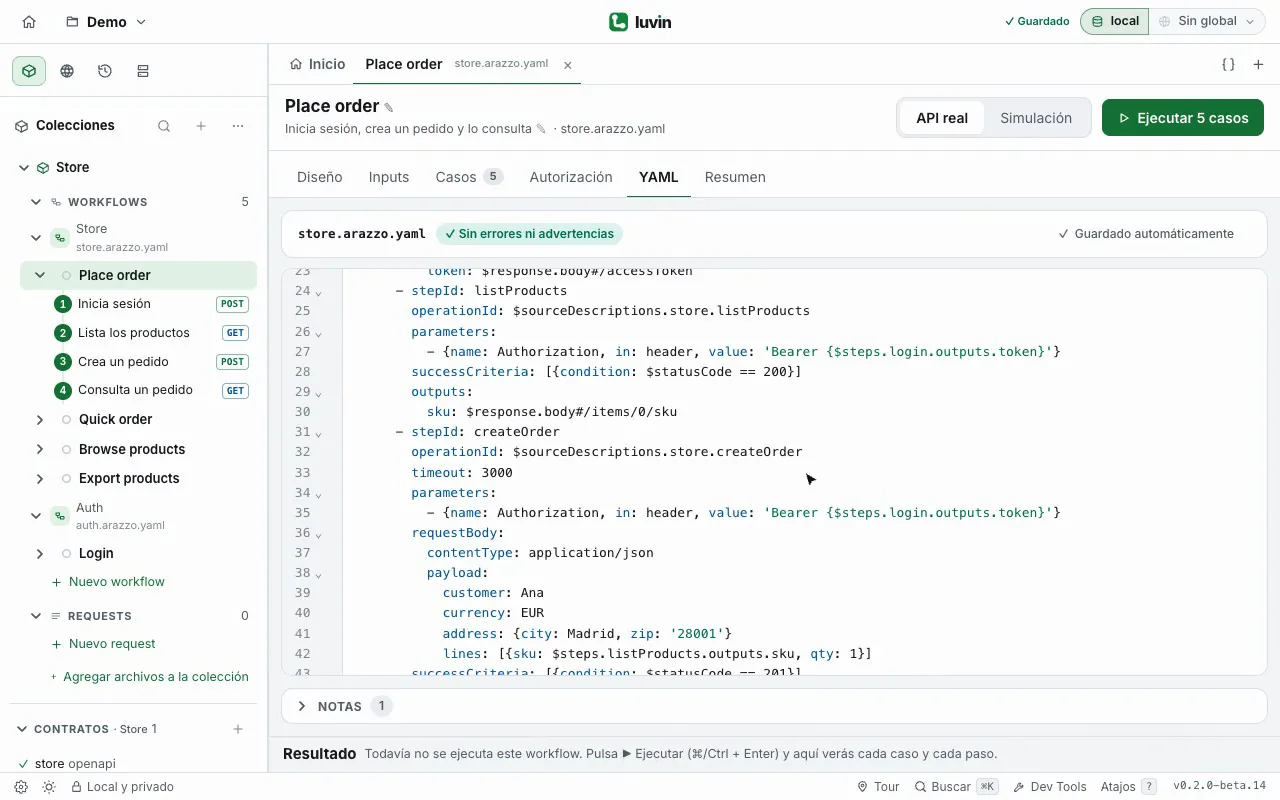 Demo
luvin
✓ Guardado
local
Sin global
Inicio
Place order store.arazzo.yaml ×
{ } +
Colecciones
Store
WORKFLOWS 5
Store
store.arazzo.yaml
Place order
1 Inicia sesión POST
2 Lista los productos GET
3 Crea un pedido POST
4 Consulta un pedido GET
Quick order
Browse products
Export products
Auth
auth.arazzo.yaml
Login
+ Nuevo workflow
REQUESTS 0
+ Nuevo request
+ Agregar archivos a la colección
CONTRATOS · Store 1 +
✓ store openapi
Place order ✎
Inicia sesión, crea un pedido y lo consulta ✎ · store.arazzo.yaml
API real
Simulación
Ejecutar 5 casos
Diseño
Inputs
Casos 5
Autorización
YAML
Resumen
store.arazzo.yaml ✓ Sin errores ni advertencias
✓ Guardado automáticamente
23 token: $response.body#/accessToken
24 - stepId: listProducts
25 operationId: $sourceDescriptions.store.listProducts
26 parameters:
27 - {name: Authorization, in: header, value: 'Bearer {$steps.login.outputs.token}'}
28 successCriteria: [{condition: $statusCode == 200}]
29 outputs:
30 sku: $response.body#/items/0/sku
31 - stepId: createOrder
32 operationId: $sourceDescriptions.store.createOrder
33 timeout: 3000
34 parameters:
35 - {name: Authorization, in: header, value: 'Bearer {$steps.login.outputs.token}'}
36 requestBody:
37 contentType: application/json
38 payload:
39 customer: Ana
40 currency: EUR
41 address: {city: Madrid, zip: '28001'}
42 lines: [{sku: $steps.listProducts.outputs.sku, qty: 1}]
43 successCriteria: [{condition: $statusCode == 201}]
NOTAS 1
Resultado Todavía no se ejecuta este workflow. Pulsa ▶ Ejecutar (⌘/Ctrl + Enter) y aquí verás cada caso y cada paso.
Local y privado
Tour
Buscar ⌘K
Dev Tools
Atajos ?
v0.2.0-beta.14